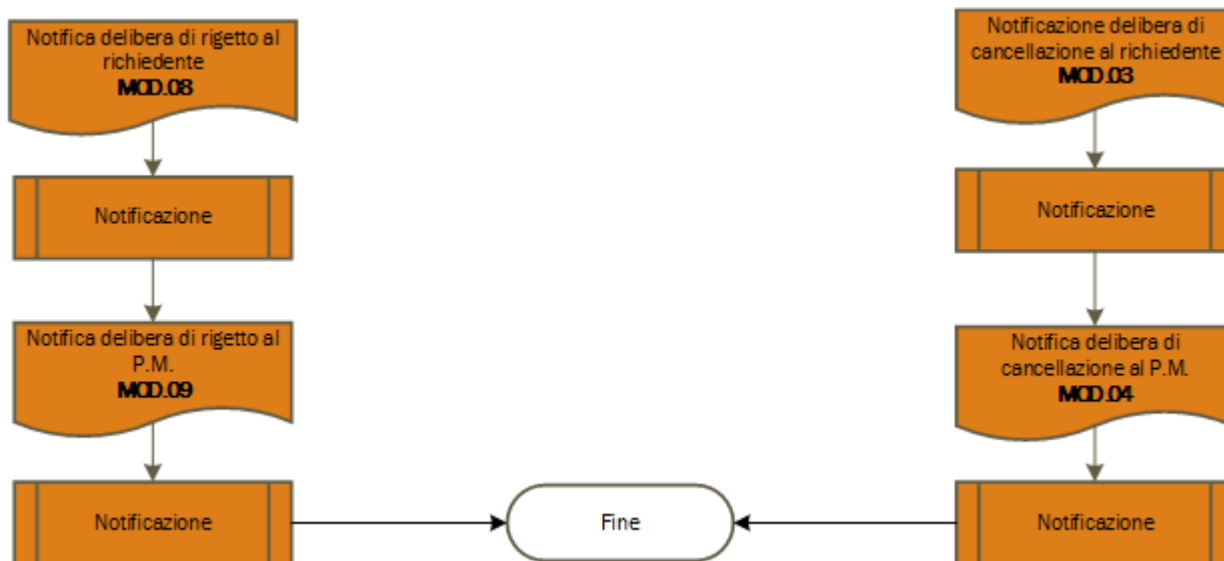 Notifica delibera di rigetto al
richiedente
MOD.08
Notificazione
Notifica delibera di rigetto al
P.M.
MOD.09
Notificazione
Fine
Notificazione delibera di
cancellazione al richiedente
MOD.03
Notificazione
Notifica delibera di
cancellazione al P.M.
MOD.04
Notificazione